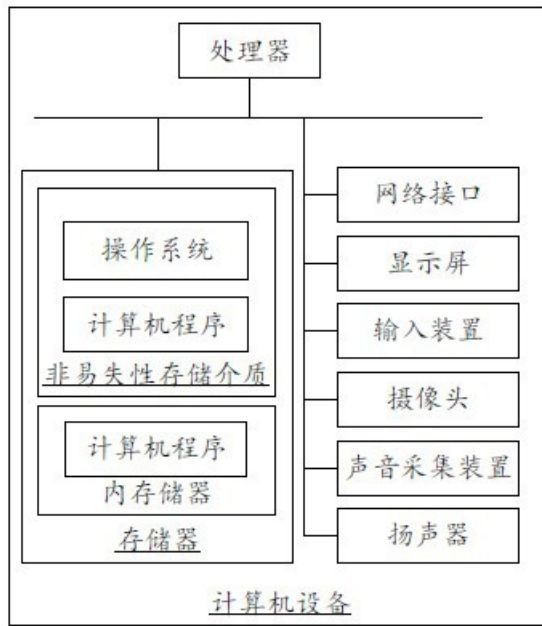 处理器
操作系统
计算机程序
非易失性存储介质
计算机程序
内存储器
存储器
网络接口
显示屏
输入装置
摄像头
声音采集装置
扬声器
计算机设备